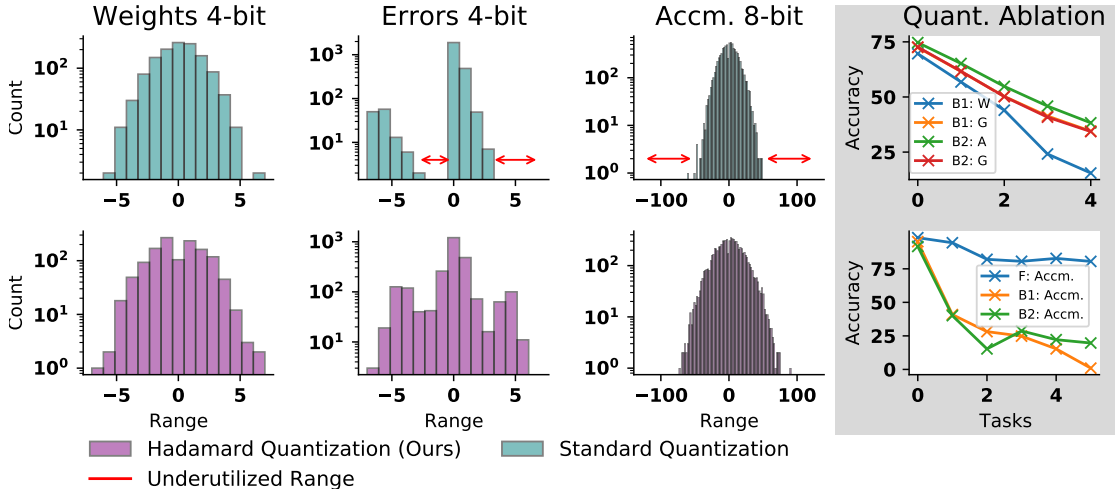 Weights 4-bit
Errors 4-bit
Accm. 8-bit
Quant. Ablation
Count
10²
10¹
−5 0 5
10³
10²
10¹
−5 0 5
10²
10¹
10⁰
−100 0 100
Accuracy
75
50
25
B1: W
B1: G
B2: A
B2: G
0 2 4
Count
10²
10¹
10⁰
−5 0 5
Range
10³
10²
10¹
−5 0 5
10²
10¹
10⁰
−100 0 100
Range
Accuracy
75
50
25
0
F: Accm.
B1: Accm.
B2: Accm.
0 2 4
Tasks
Hadamard Quantization (Ours)
Standard Quantization
Underutilized Range